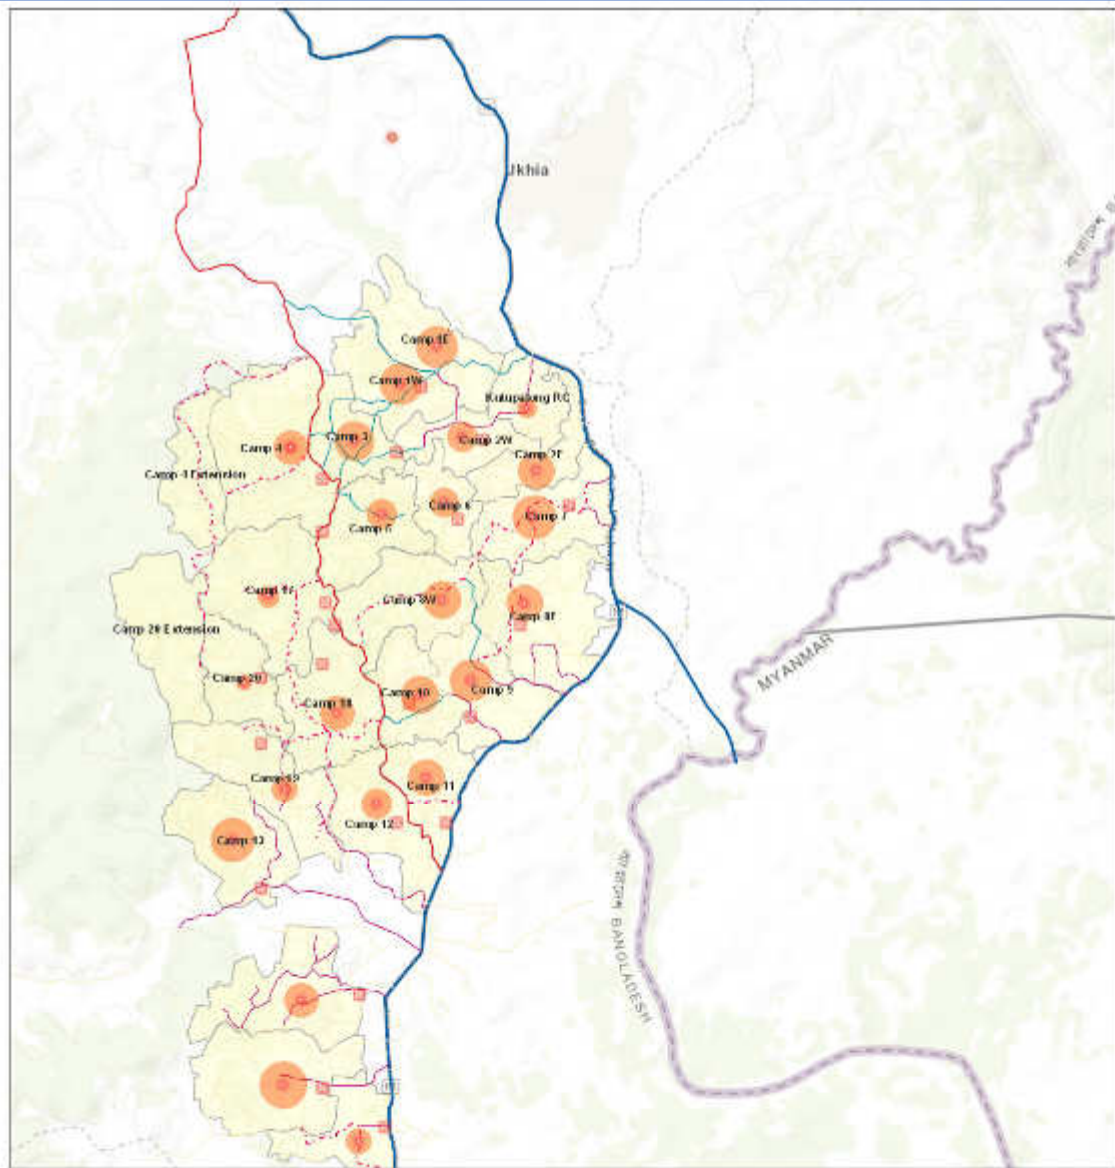 Jkhia
বাংলাদেশ
Camp 1E
Camp 1W
Kutupalong RC
Camp 3
Camp 2W
Camp 4
Camp 2E
Camp 4 Extension
Camp 6
Camp 7
Camp 5
Camp 17
Camp 8W
Camp 8E
Camp 20 Extension
MYANMAR
Camp 20
Camp 10
Camp 9
Camp 18
Camp 19
Camp 11
Camp 12
Camp 13
বাংলাদেশ BANGLADESH